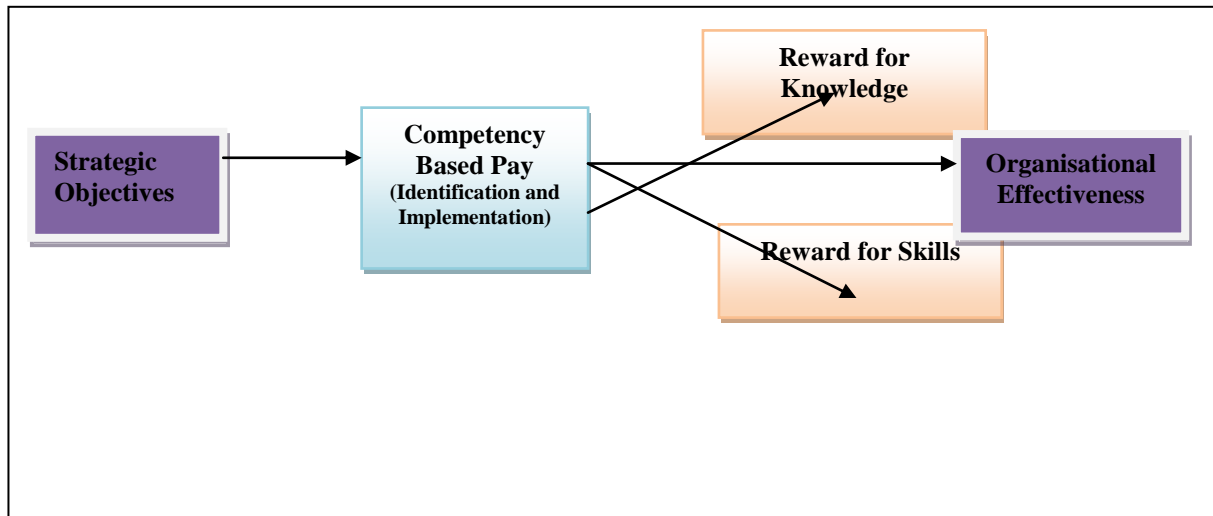 Strategic
Objectives
Competency
Based Pay
(Identification and
Implementation)
Reward for
Knowledge
Reward for Skills
Organisational
Effectiveness